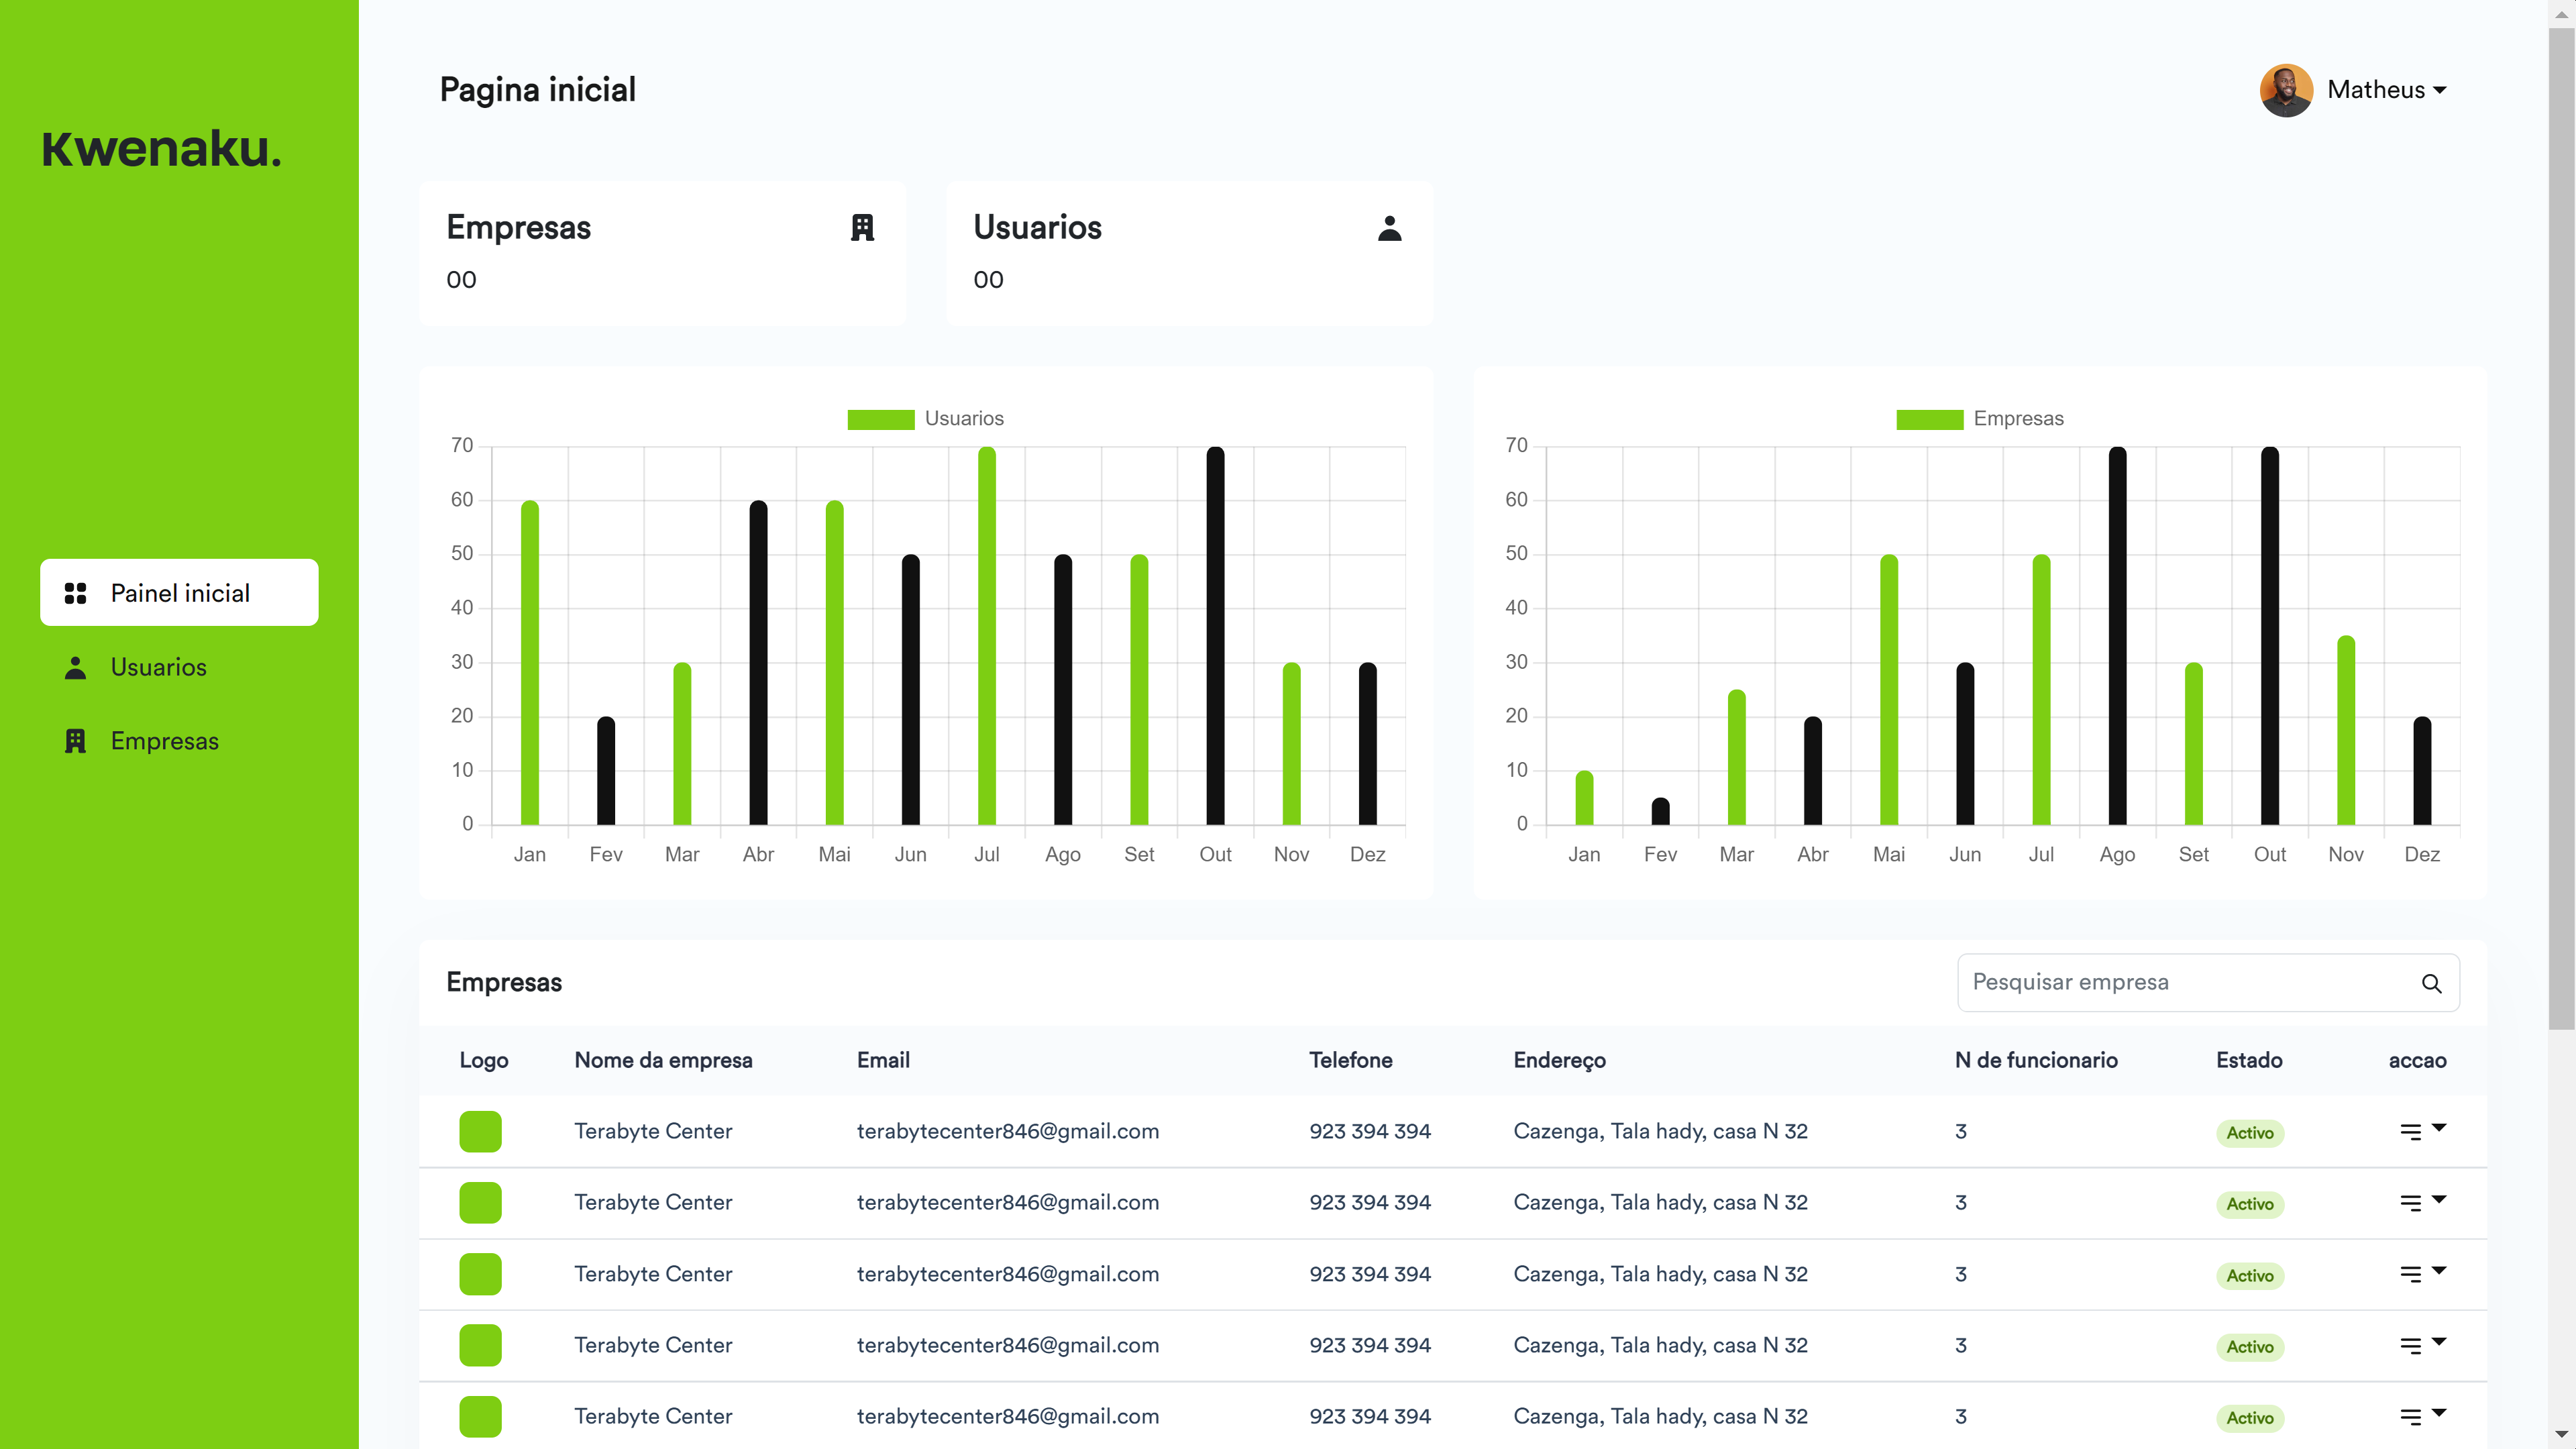 Kwenaku.
Painel inicial
Usuarios
Empresas
Pagina inicial
Matheus
Empresas
00
Usuarios
00
Usuarios
70
60
50
40
30
20
10
0
Jan Fev Mar Abr Mai Jun Jul Ago Set Out Nov Dez
Empresas
70
60
50
40
30
20
10
0
Jan Fev Mar Abr Mai Jun Jul Ago Set Out Nov Dez
Empresas
Pesquisar empresa
Logo Nome da empresa Email Telefone Endereço N de funcionario Estado accao
Terabyte Center terabytecenter846@gmail.com 923 394 394 Cazenga, Tala hady, casa N 32 3 Activo
Terabyte Center terabytecenter846@gmail.com 923 394 394 Cazenga, Tala hady, casa N 32 3 Activo
Terabyte Center terabytecenter846@gmail.com 923 394 394 Cazenga, Tala hady, casa N 32 3 Activo
Terabyte Center terabytecenter846@gmail.com 923 394 394 Cazenga, Tala hady, casa N 32 3 Activo
Terabyte Center terabytecenter846@gmail.com 923 394 394 Cazenga, Tala hady, casa N 32 3 Activo